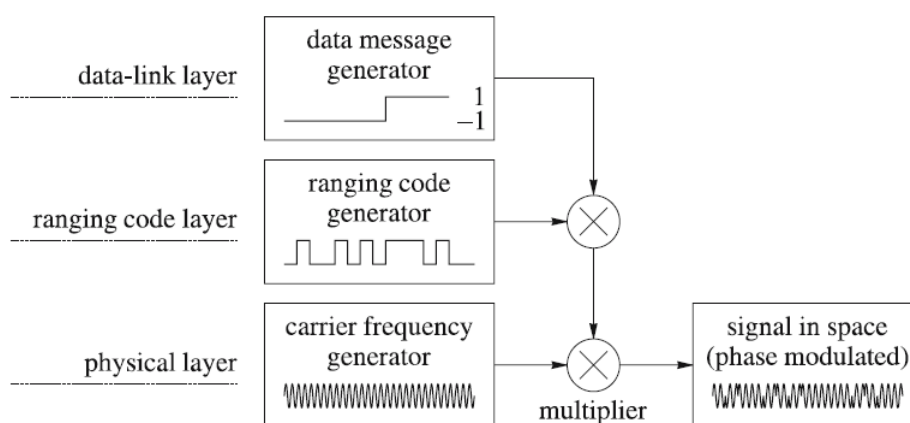 data-link layer
data message
generator
1
−1
ranging code layer
ranging code
generator
physical layer
carrier frequency
generator
multiplier
signal in space
(phase modulated)